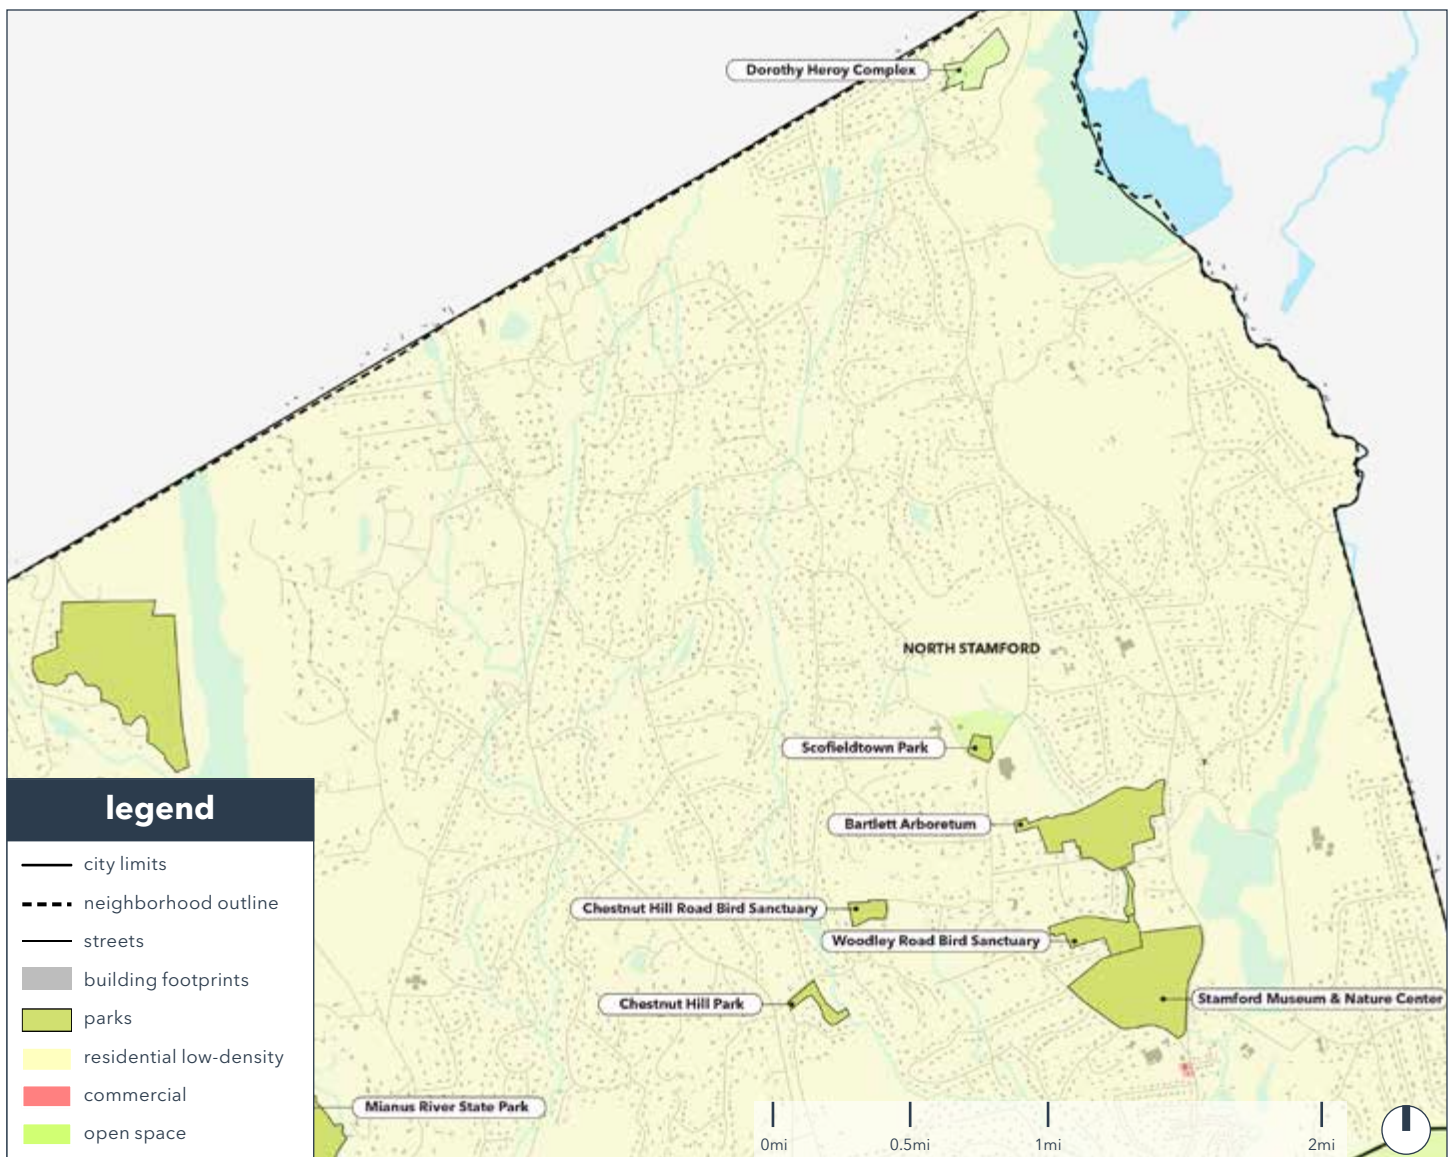 Dorothy Heroy Complex
NORTH STAMFORD
Scofieldtown Park
Bartlett Arboretum
Chestnut Hill Road Bird Sanctuary
Woodley Road Bird Sanctuary
Stamford Museum & Nature Center
Chestnut Hill Park
Mianus River State Park
legend
city limits
neighborhood outline
streets
building footprints
parks
residential low-density
commercial
open space
0mi 0.5mi 1mi 2mi